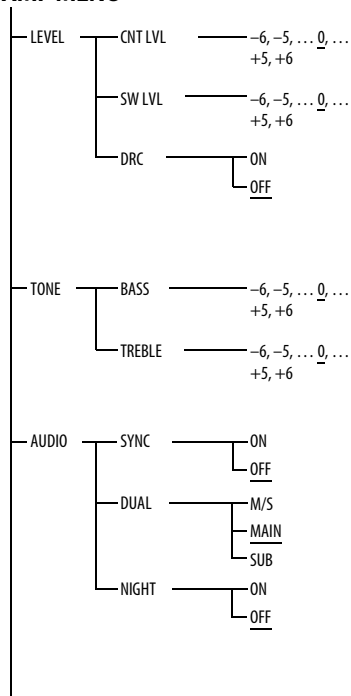 LEVEL CNT LVL –6, –5, … 0, …
+5, +6
SW LVL –6, –5, … 0, …
+5, +6
DRC ON
OFF
TONE BASS –6, –5, … 0, …
+5, +6
TREBLE –6, –5, … 0, …
+5, +6
AUDIO SYNC ON
OFF
DUAL M/S
MAIN
SUB
NIGHT ON
OFF